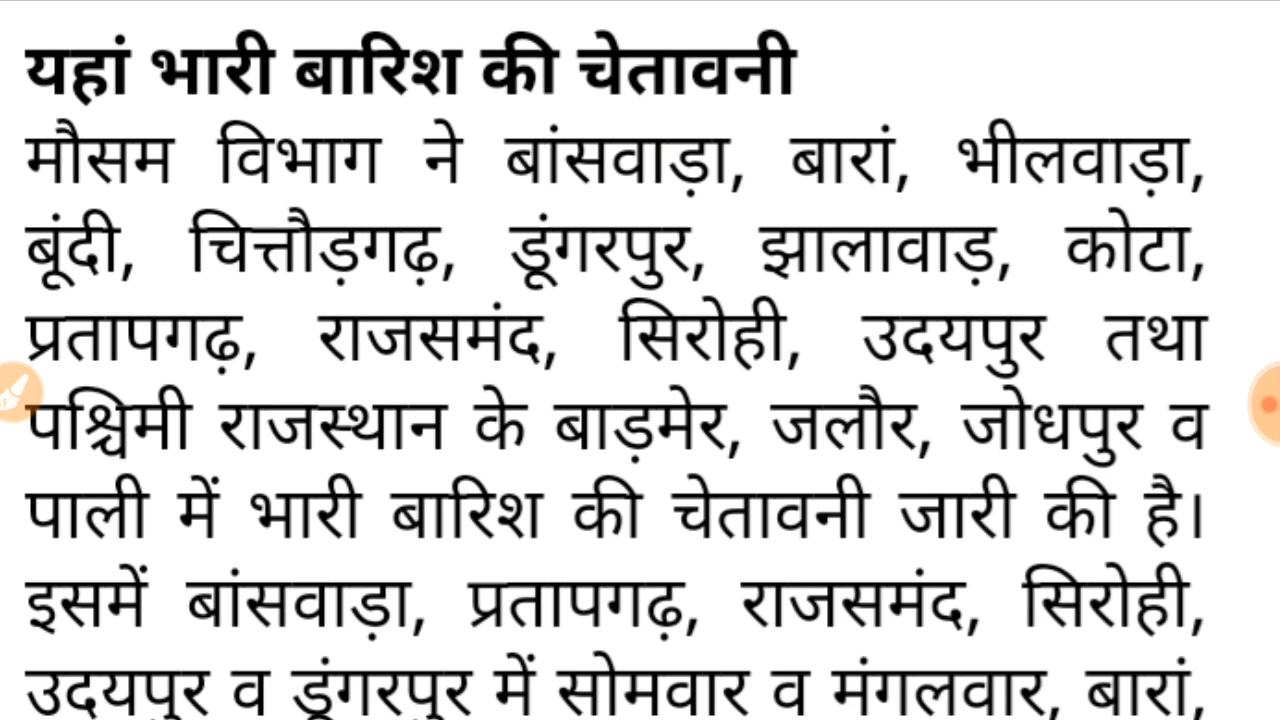 यहां भारी बारिश की चेतावनी
मौसम विभाग ने बांसवाड़ा, बारां, भीलवाड़ा,
बूंदी, चित्तौड़गढ़, डूंगरपुर, झालावाड़, कोटा,
प्रतापगढ़, राजसमंद, सिरोही, उदयपुर तथा
पश्चिमी राजस्थान के बाड़मेर, जलौर, जोधपुर व
पाली में भारी बारिश की चेतावनी जारी की है।
इसमें बांसवाड़ा, प्रतापगढ़, राजसमंद, सिरोही,
उदयपुर व डूंगरपुर में सोमवार व मंगलवार, बारां,